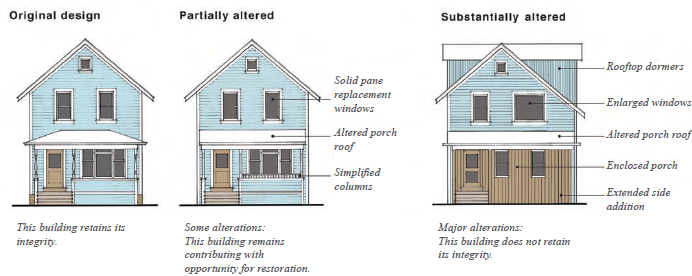 Original design
Partially altered
Substantially altered
Solid pane
replacement
windows
Altered porch
roof
Simplified
columns
Rooftop dormers
Enlarged windows
Altered porch roof
Enclosed porch
Extended side
addition
This building retains its
integrity.
Some alterations:
This building remains
contributing with
opportunity for restoration.
Major alterations:
This building does not retain
its integrity.